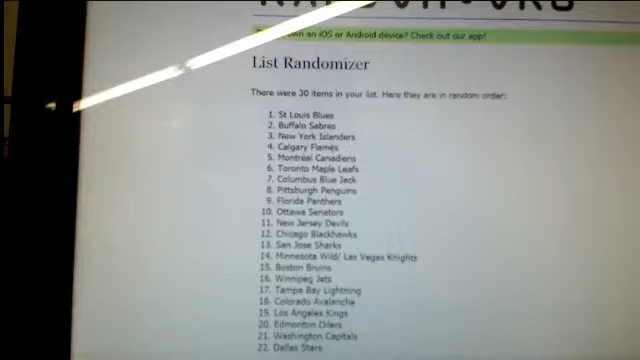 own an iOS or Android device? Check out our app!
List Randomizer
There were 30 items in your list. Here they are in random order:
1. St Louis Blues
2. Buffalo Sabres
3. New York Islanders
4. Calgary Flames
5. Montréal Canadiens
6. Toronto Maple Leafs
7. Columbus Blue Jack
8. Pittsburgh Penguins
9. Florida Panthers
10. Ottawa Senators
11. New Jersey Devils
12. Chicago Blackhawks
13. San Jose Sharks
14. Minnesota Wild/ Las Vegas Knights
15. Boston Bruins
16. Winnipeg Jets
17. Tampa Bay Lightning
18. Colorado Avalanche
19. Los Angeles Kings
20. Edmonton Oilers
21. Washington Capitals
22. Dallas Stars